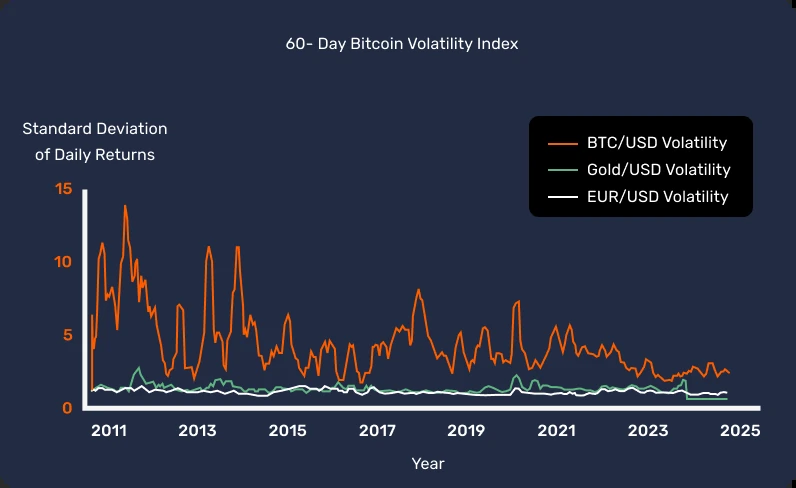 60- Day Bitcoin Volatility Index
Standard Deviation
of Daily Returns
BTC/USD Volatility
Gold/USD Volatility
EUR/USD Volatility
15
10
5
0
2011 2013 2015 2017 2019 2021 2023 2025
Year